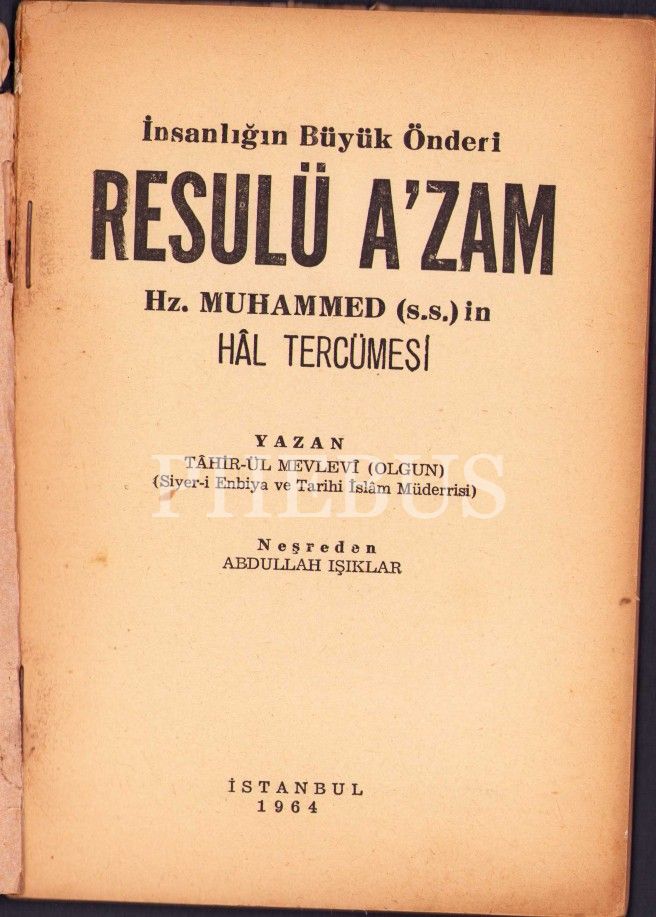 İnsanlığın Büyük Önderi
RESULÜ A'ZAM
Hz. MUHAMMED (s.s.) in
HÂL TERCÜMESİ
YAZAN
TÂHİR-ÜL MEVLEVÎ (OLGUN)
(Siyer-i Enbiya ve Tarihi İslâm Müderrisi)
PHEBUS
Neşreden
ABDULLAH IŞIKLAR
İSTANBUL
1964